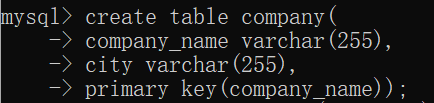 mysql> create table company(
    -> company_name varchar(255),
    -> city varchar(255),
    -> primary key(company_name));